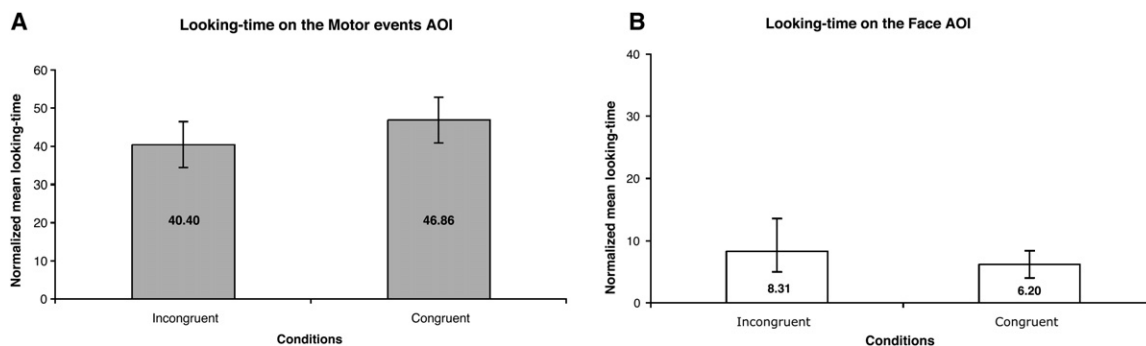 A
Looking-time on the Motor events AOI
Normalized mean looking-time
60
50
40
30
20
10
0
40.40
46.86
Incongruent
Congruent
Conditions
B
Looking-time on the Face AOI
Normalized mean looking-time
40
30
20
10
0
8.31
6.20
Incongruent
Congruent
Conditions